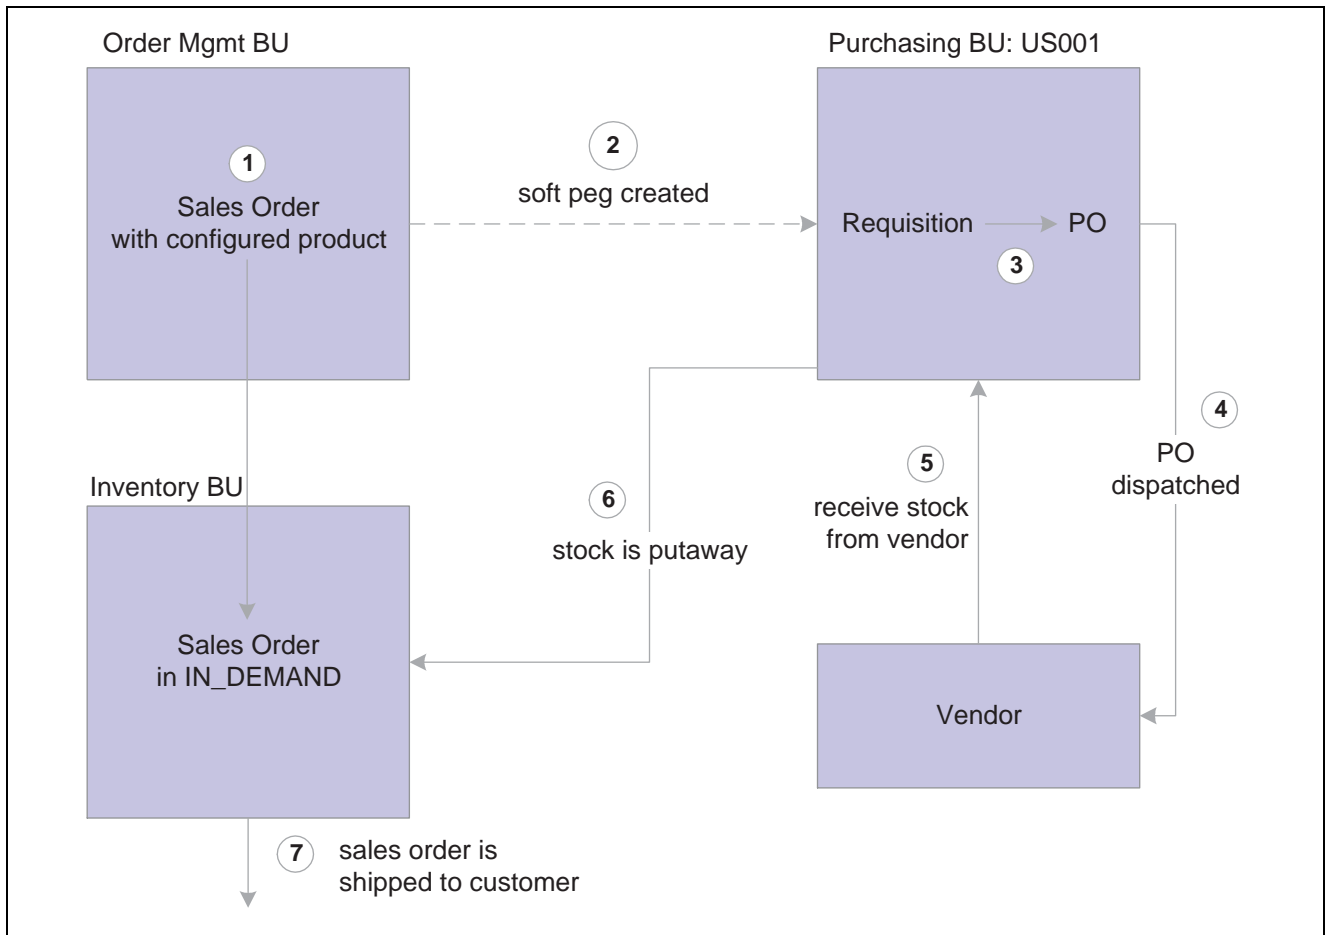 Order Mgmt BU
Purchasing BU: US001
1
Sales Order
with configured product
2
soft peg created
Requisition
PO
3
4
PO
dispatched
5
receive stock
from vendor
6
stock is putaway
Inventory BU
Sales Order
in IN_DEMAND
Vendor
7
sales order is
shipped to customer